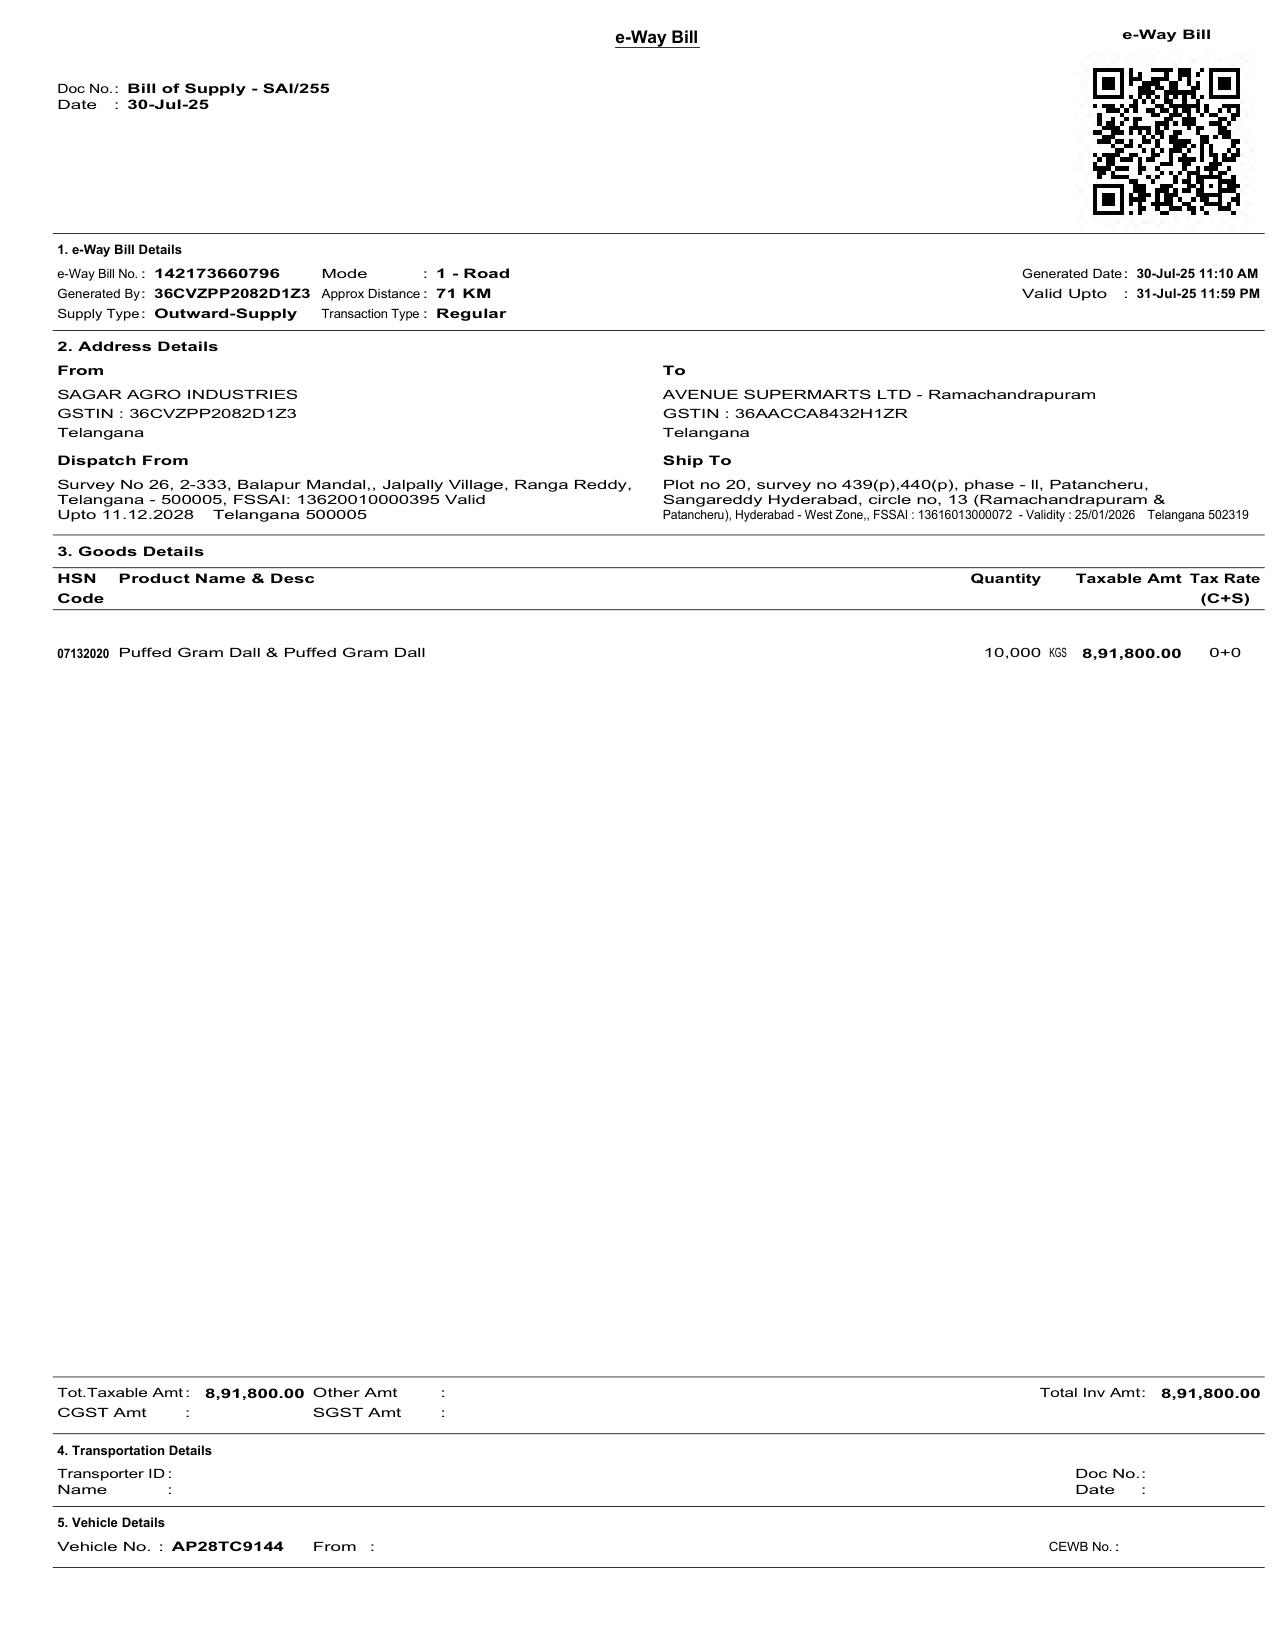 e-Way Bill
e-Way Bill
Doc No. : Bill of Supply - SAI/255
Date : 30-Jul-25
1. e-Way Bill Details
e-Way Bill No. : 142173660796 Mode : 1 - Road Generated Date : 30-Jul-25 11:10 AM
Generated By : 36CVZPP2082D1Z3 Approx Distance : 71 KM Valid Upto : 31-Jul-25 11:59 PM
Supply Type : Outward-Supply Transaction Type : Regular
2. Address Details
From To
SAGAR AGRO INDUSTRIES AVENUE SUPERMARTS LTD - Ramachandrapuram
GSTIN : 36CVZPP2082D1Z3 GSTIN : 36AACCA8432H1ZR
Telangana Telangana
Dispatch From Ship To
Survey No 26, 2-333, Balapur Mandal,, Jalpally Village, Ranga Reddy, Plot no 20, survey no 439(p),440(p), phase - II, Patancheru,
Telangana - 500005, FSSAI: 13620010000395 Valid Sangareddy Hyderabad, circle no, 13 (Ramachandrapuram &
Upto 11.12.2028 Telangana 500005 Patancheru), Hyderabad - West Zone,, FSSAI : 13616013000072 - Validity : 25/01/2026 Telangana 502319
3. Goods Details
HSN Product Name & Desc Quantity Taxable Amt Tax Rate
Code (C+S)
07132020 Puffed Gram Dall & Puffed Gram Dall 10,000 KGS 8,91,800.00 0+0
Tot.Taxable Amt : 8,91,800.00 Other Amt : Total Inv Amt : 8,91,800.00
CGST Amt : SGST Amt :
4. Transportation Details
Transporter ID : Doc No. :
Name : Date :
5. Vehicle Details
Vehicle No. : AP28TC9144 From : CEWB No. :